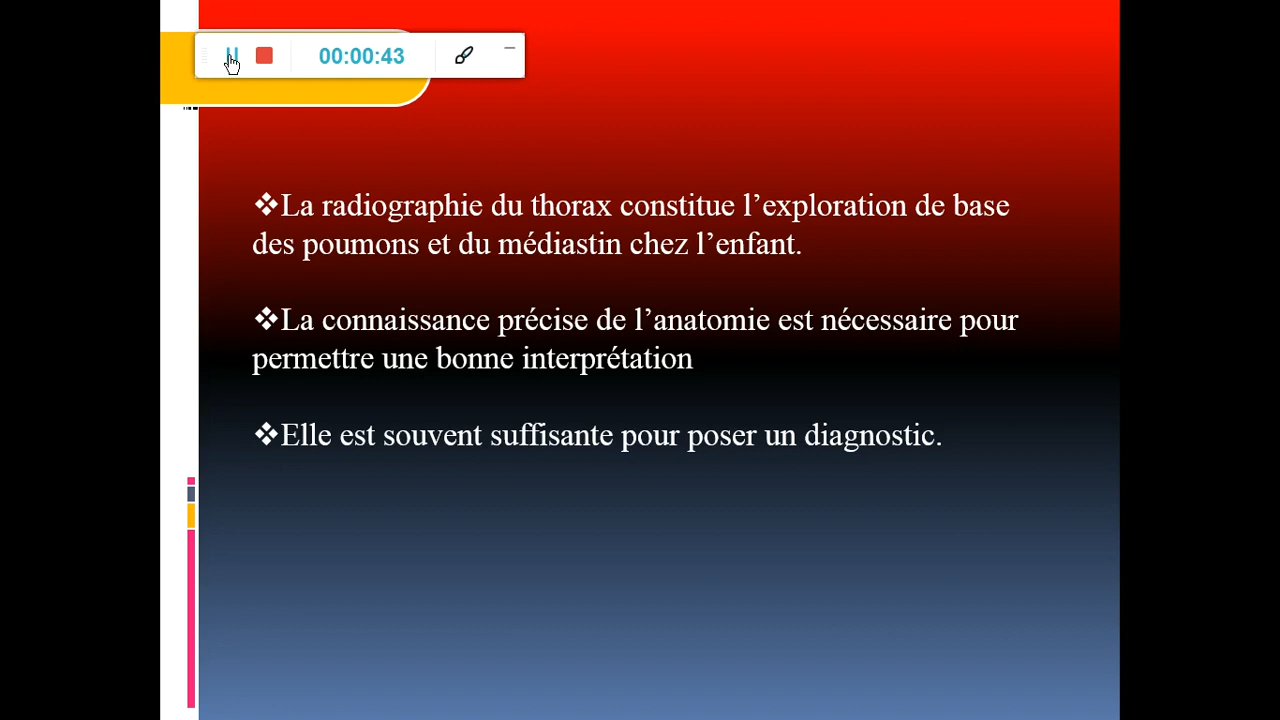 00:00:43
❖La radiographie du thorax constitue l’exploration de base
des poumons et du médiastin chez l’enfant.
❖La connaissance précise de l’anatomie est nécessaire pour
permettre une bonne interprétation
❖Elle est souvent suffisante pour poser un diagnostic.